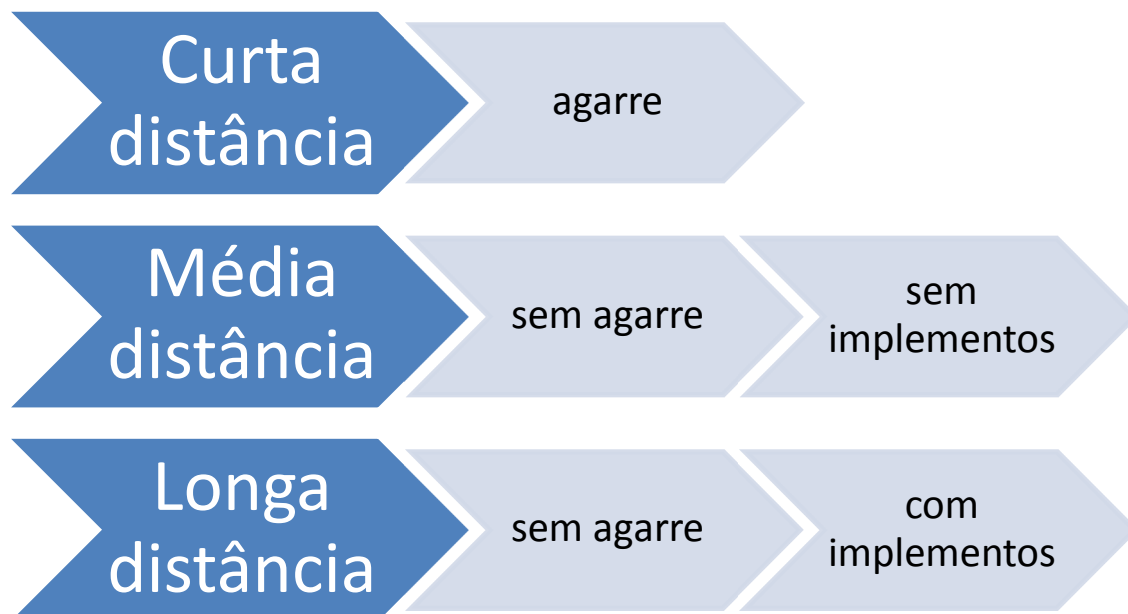 Curta
distância
agarre
Média
distância
sem agarre
sem
implementos
Longa
distância
sem agarre
com
implementos